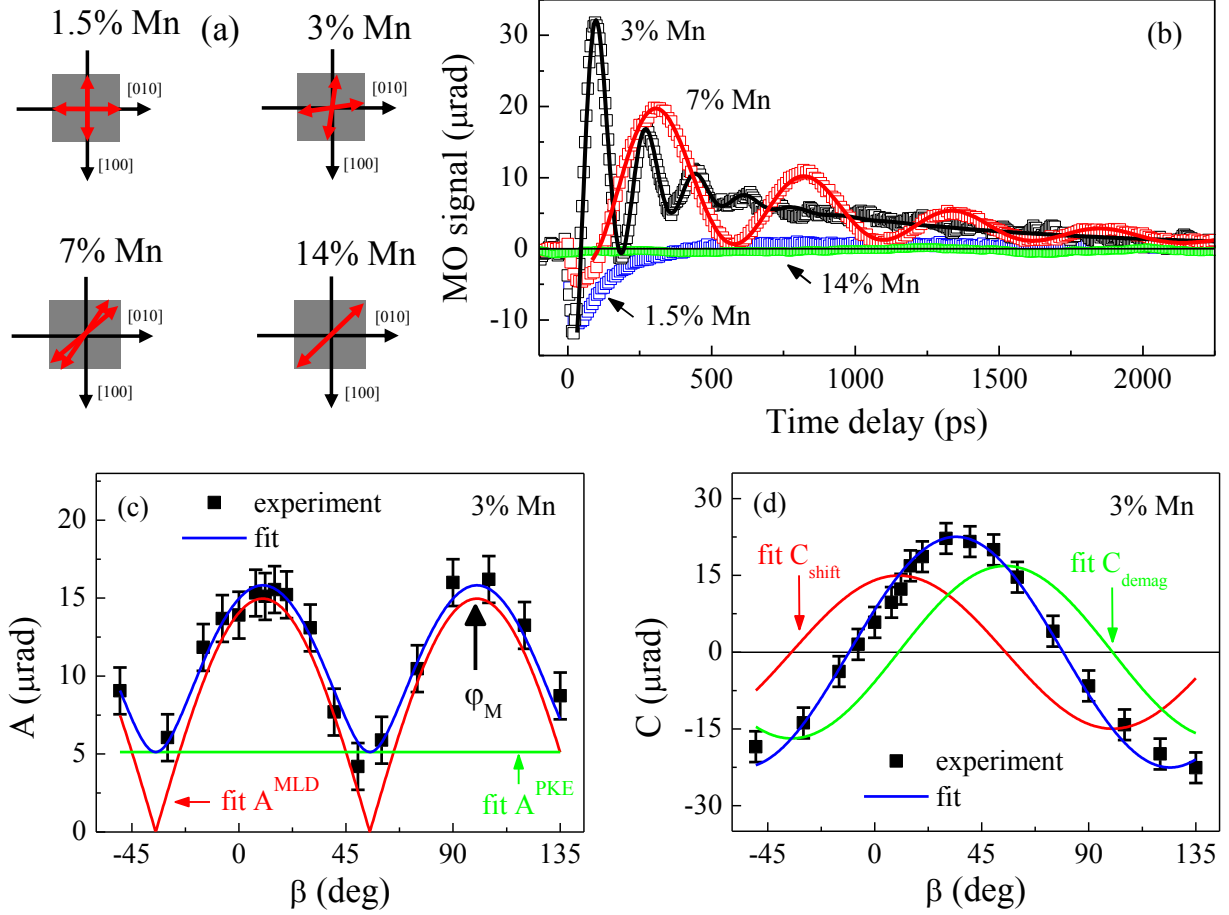 1.5% Mn (a) 3% Mn
[010]
[100]
[010]
[100]
7% Mn 14% Mn
[010]
[100]
[010]
[100]
(b)
MO signal (μrad)
30
20
10
0
-10
3% Mn
7% Mn
14% Mn
1.5% Mn
0 500 1000 1500 2000
Time delay (ps)
(c) 3% Mn
experiment
fit
A (μrad)
20
15
10
5
0
φM
fit A^MLD
fit A^PKE
-45 0 45 90 135
β (deg)
(d) 3% Mn
C (μrad)
30
15
0
-15
-30
fit Cshift
fit Cdemag
experiment
fit
-45 0 45 90 135
β (deg)